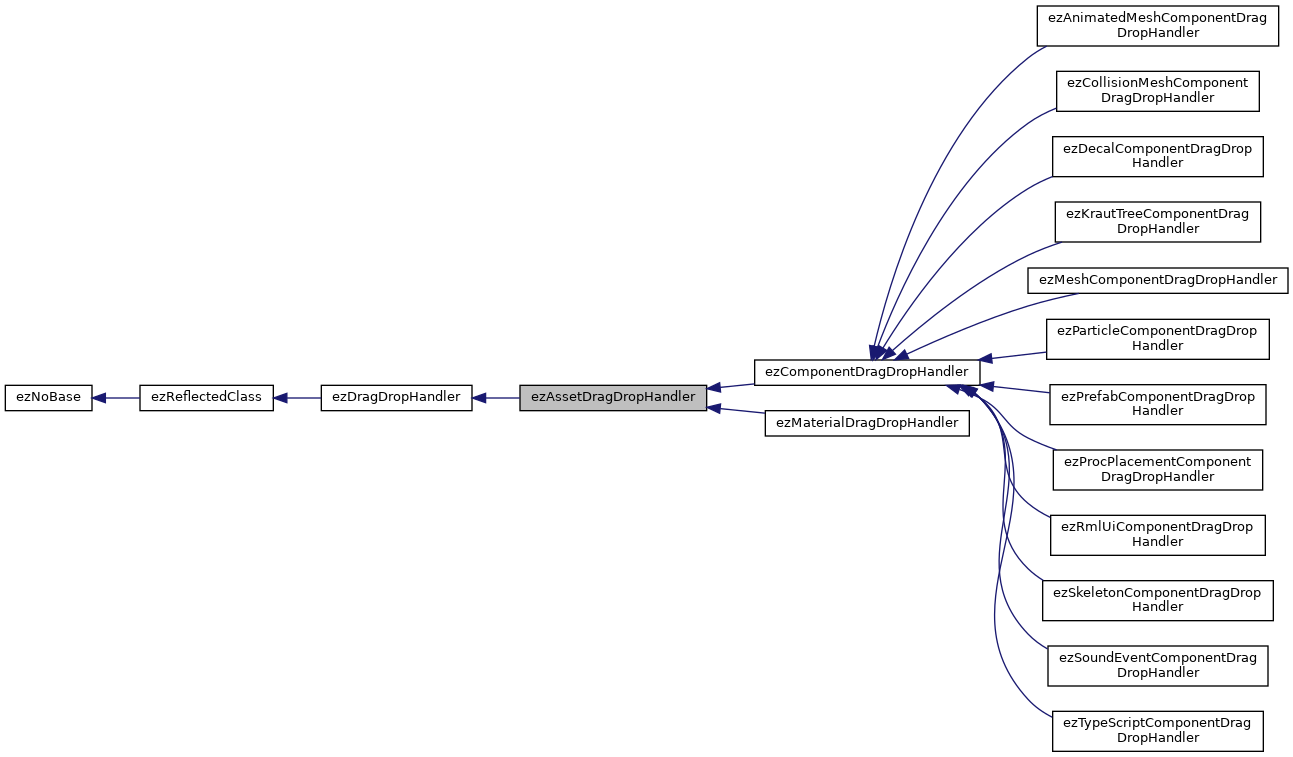 ezAnimatedMeshComponentDrag
DropHandler
ezCollisionMeshComponent
DragDropHandler
ezDecalComponentDragDrop
Handler
ezKrautTreeComponentDrag
DropHandler
ezMeshComponentDragDropHandler
ezParticleComponentDragDrop
Handler
ezComponentDragDropHandler
ezNoBase
ezReflectedClass
ezDragDropHandler
ezAssetDragDropHandler
ezPrefabComponentDragDrop
Handler
ezMaterialDragDropHandler
ezProcPlacementComponent
DragDropHandler
ezRmlUiComponentDragDrop
Handler
ezSkeletonComponentDragDrop
Handler
ezSoundEventComponentDrag
DropHandler
ezTypeScriptComponentDrag
DropHandler